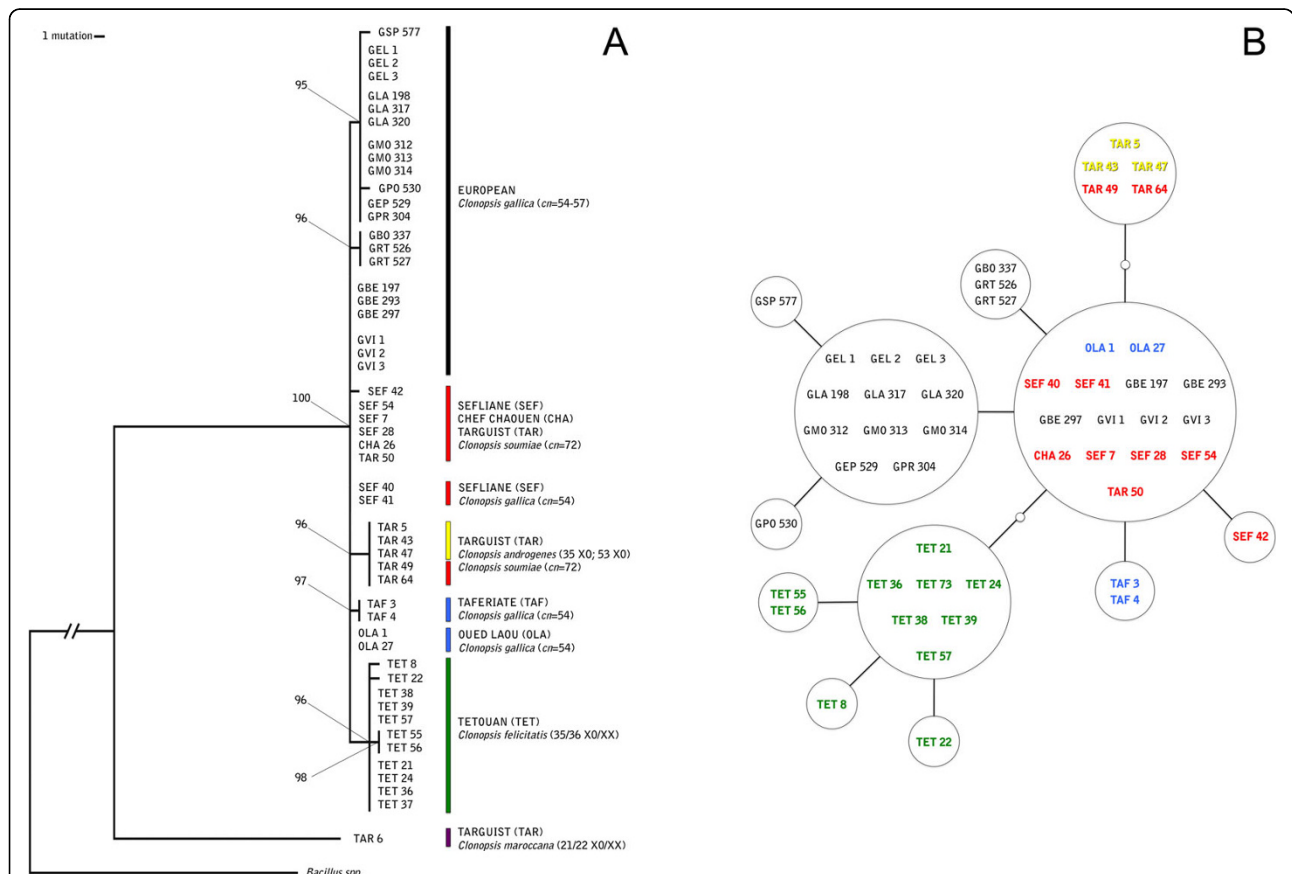 1 mutation
A
GSP 577
GEL 1
GEL 2
GEL 3
GLA 198
GLA 317
GLA 320
GMO 312
GMO 313
GMO 314
GPO 530
GEP 529
GPR 304
95
96
GBO 337
GRT 526
GRT 527
GBE 197
GBE 293
GBE 297
GVI 1
GVI 2
GVI 3
EUROPEAN
Clonopsis gallica (cn=54-57)
100
SEF 42
SEF 54
SEF 7
SEF 28
CHA 26
TAR 50
SEFLIANE (SEF)
CHEF CHAOUEN (CHA)
TARGUIST (TAR)
Clonopsis soumiae (cn=72)
SEF 40
SEF 41
SEFLIANE (SEF)
Clonopsis gallica (cn=54)
96
TAR 5
TAR 43
TAR 47
TAR 49
TAR 64
TARGUIST (TAR)
Clonopsis androgenes (35 X0; 53 X0)
Clonopsis soumiae (cn=72)
97
TAF 3
TAF 4
TAFERIATE (TAF)
Clonopsis gallica (cn=54)
OLA 1
OLA 27
OUED LAOU (OLA)
Clonopsis gallica (cn=54)
TET 8
TET 22
TET 38
TET 39
TET 57
96
TET 55
TET 56
98
TET 21
TET 24
TET 36
TET 37
TETOUAN (TET)
Clonopsis felicitatis (35/36 X0/XX)
TAR 6
TARGUIST (TAR)
Clonopsis maroccana (21/22 X0/XX)
Bacillus spp
B
TAR 5
TAR 43 TAR 47
TAR 49 TAR 64
GBO 337
GRT 526
GRT 527
GSP 577
GEL 1 GEL 2 GEL 3
GLA 198 GLA 317 GLA 320
GMO 312 GMO 313 GMO 314
GEP 529 GPR 304
GPO 530
OLA 1 OLA 27
SEF 40 SEF 41 GBE 197 GBE 293
GBE 297 GVI 1 GVI 2 GVI 3
CHA 26 SEF 7 SEF 28 SEF 54
TAR 50
SEF 42
TAF 3
TAF 4
TET 21
TET 36 TET 73 TET 24
TET 38 TET 39
TET 57
TET 55
TET 56
TET 8
TET 22